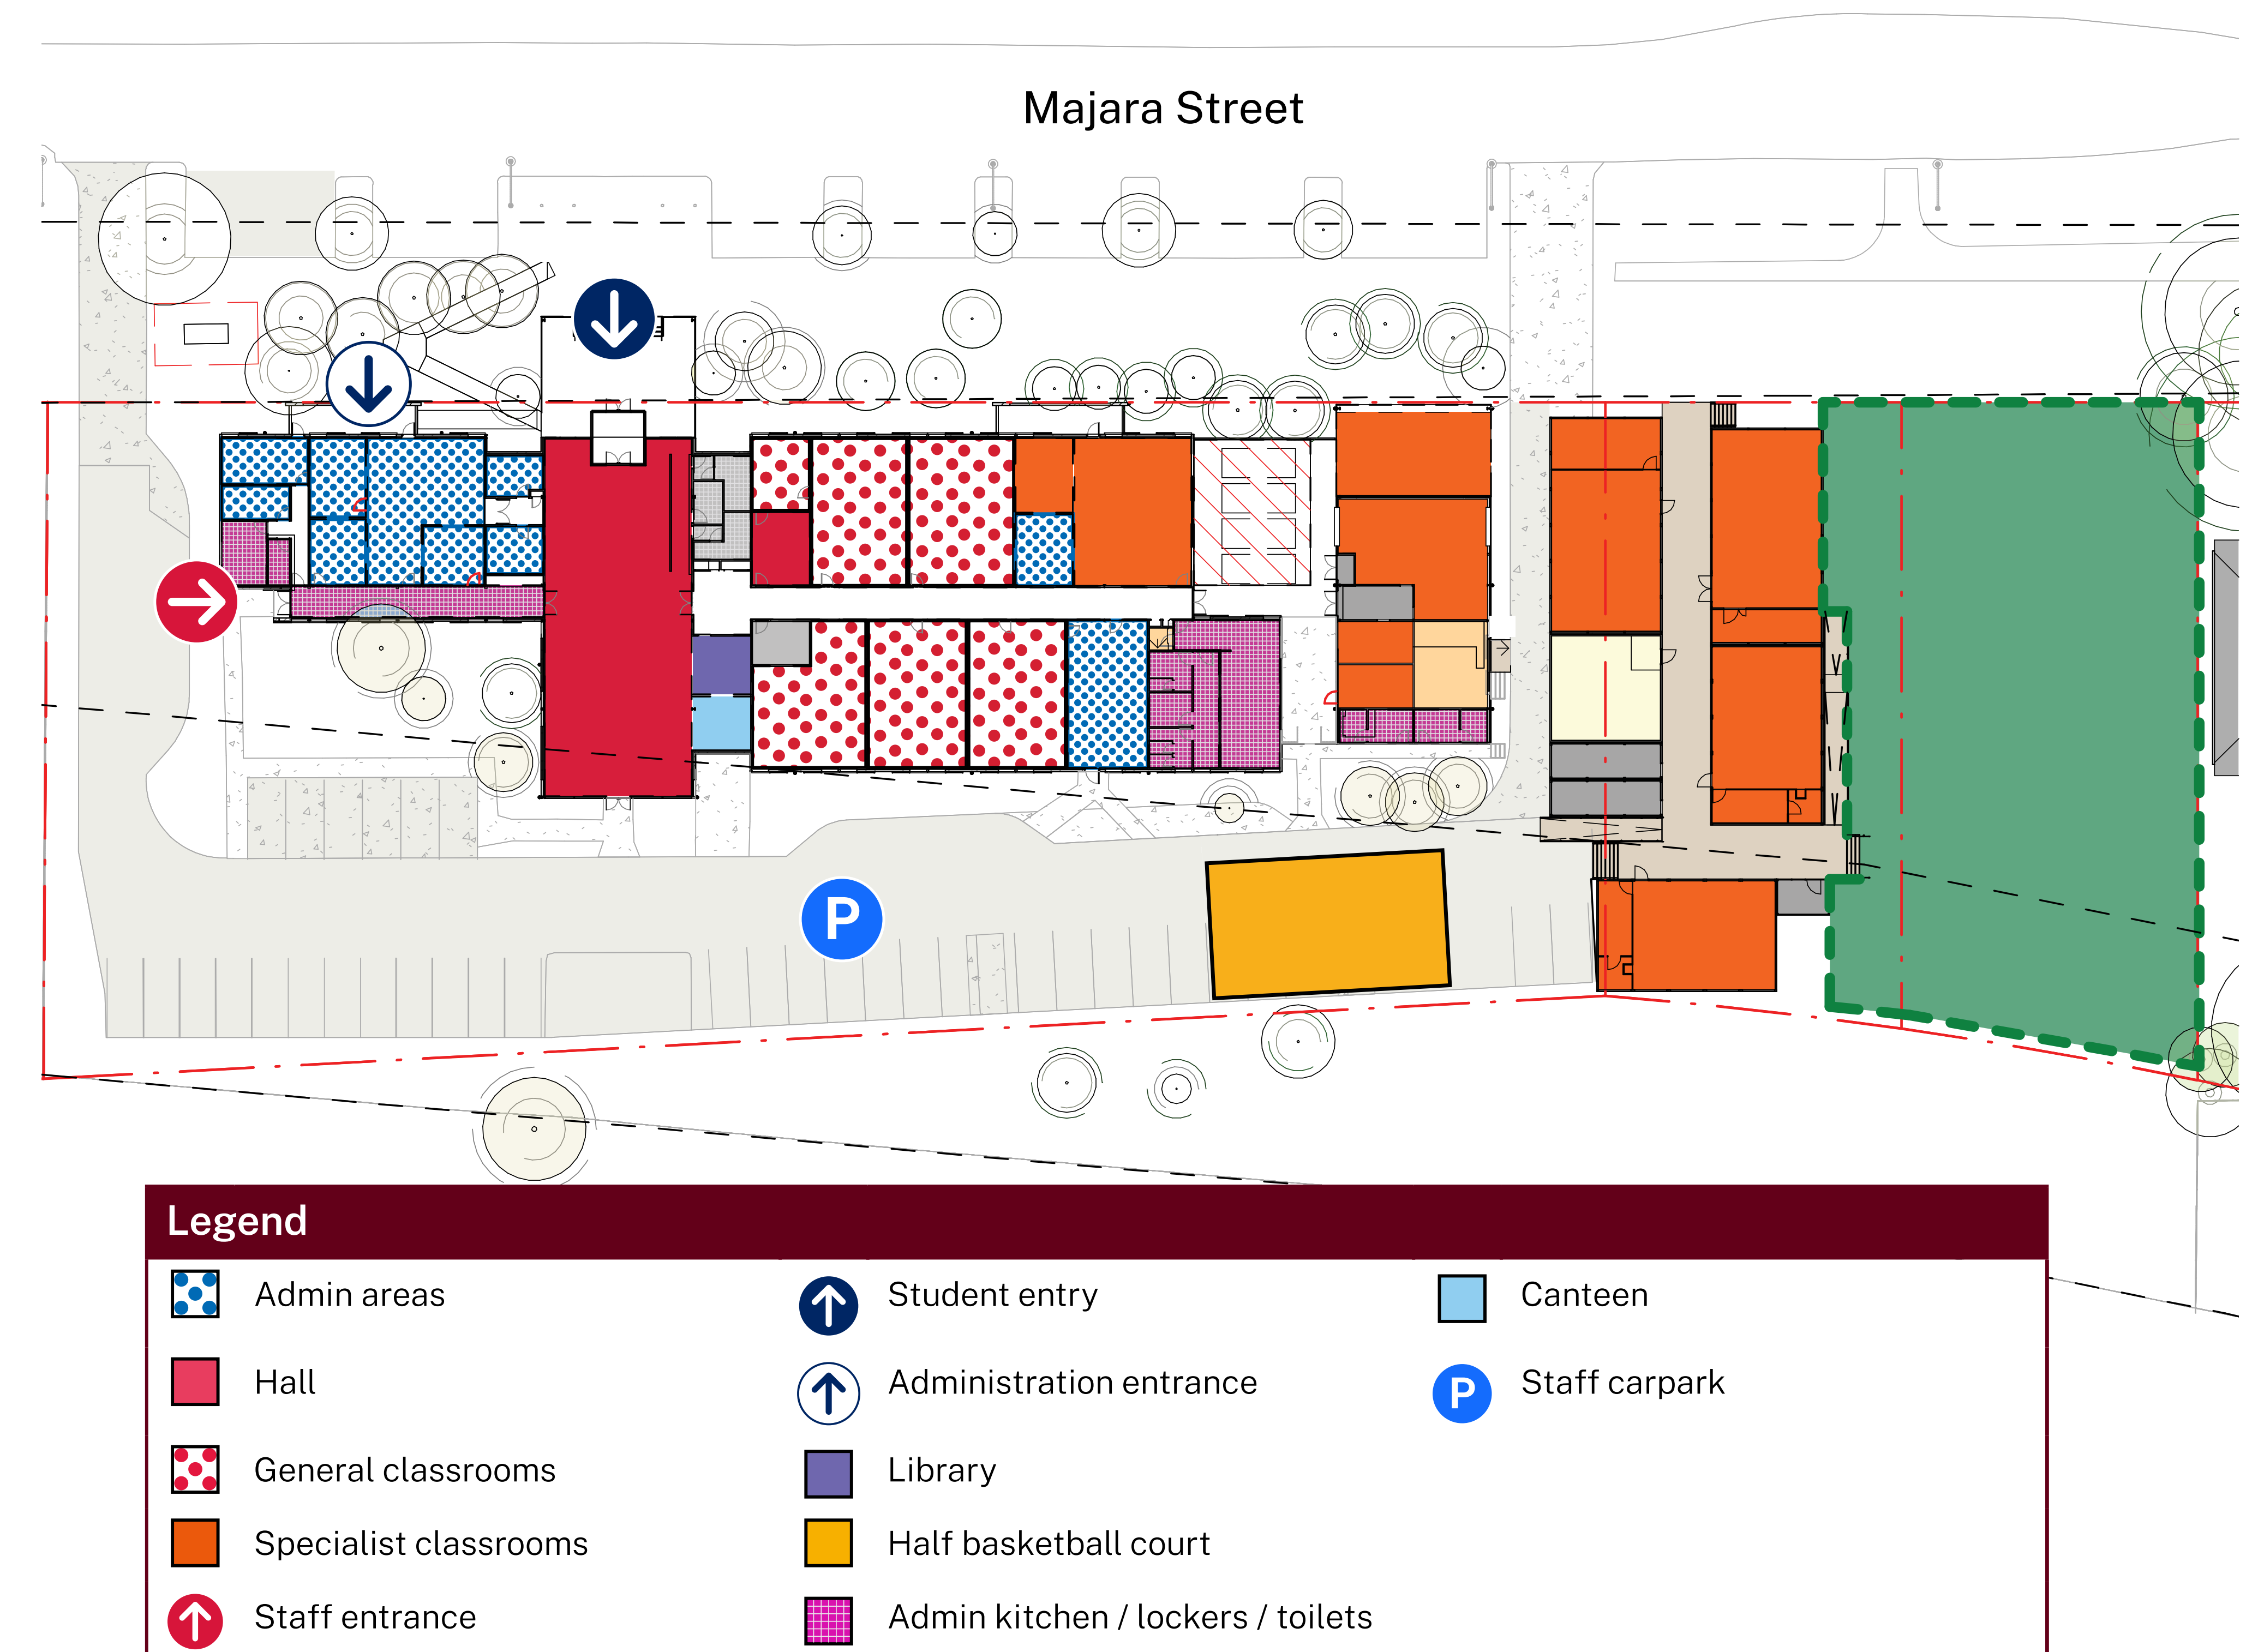 Majara Street
P
Legend
Admin areas
Student entry
Canteen
Hall
Administration entrance
P
Staff carpark
General classrooms
Library
Specialist classrooms
Half basketball court
Staff entrance
Admin kitchen / lockers / toilets